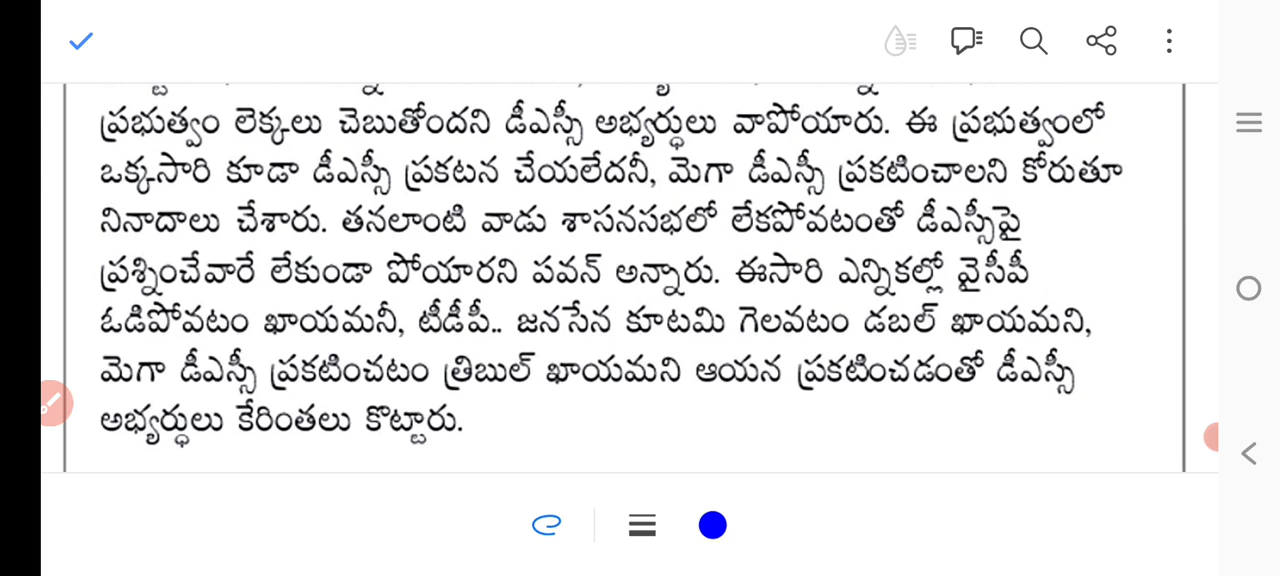 ప్రభుత్వం లెక్కలు చెబుతోందని డీఎస్సీ అభ్యర్ధులు వాపోయారు. ఈ ప్రభుత్వంలో
ఒక్కసారి కూడా డీఎస్సీ ప్రకటన చేయలేదనీ, మెగా డీఎస్సీ ప్రకటించాలని కోరుతూ
నినాదాలు చేశారు. తనలాంటి వాడు శాసనసభలో లేకపోవటంతో డీఎస్సీపై
ప్రశ్నించేవారే లేకుండా పోయారని పవన్ అన్నారు. ఈసారి ఎన్నికల్లో వైసీపీ
ఓడిపోవటం ఖాయమనీ, టీడీపీ.. జనసేన కూటమి గెలవటం డబల్ ఖాయమని,
మెగా డీఎస్సీ ప్రకటించటం త్రిబుల్ ఖాయమని ఆయన ప్రకటించడంతో డీఎస్సీ
అభ్యర్ధులు కేరింతలు కొట్టారు.